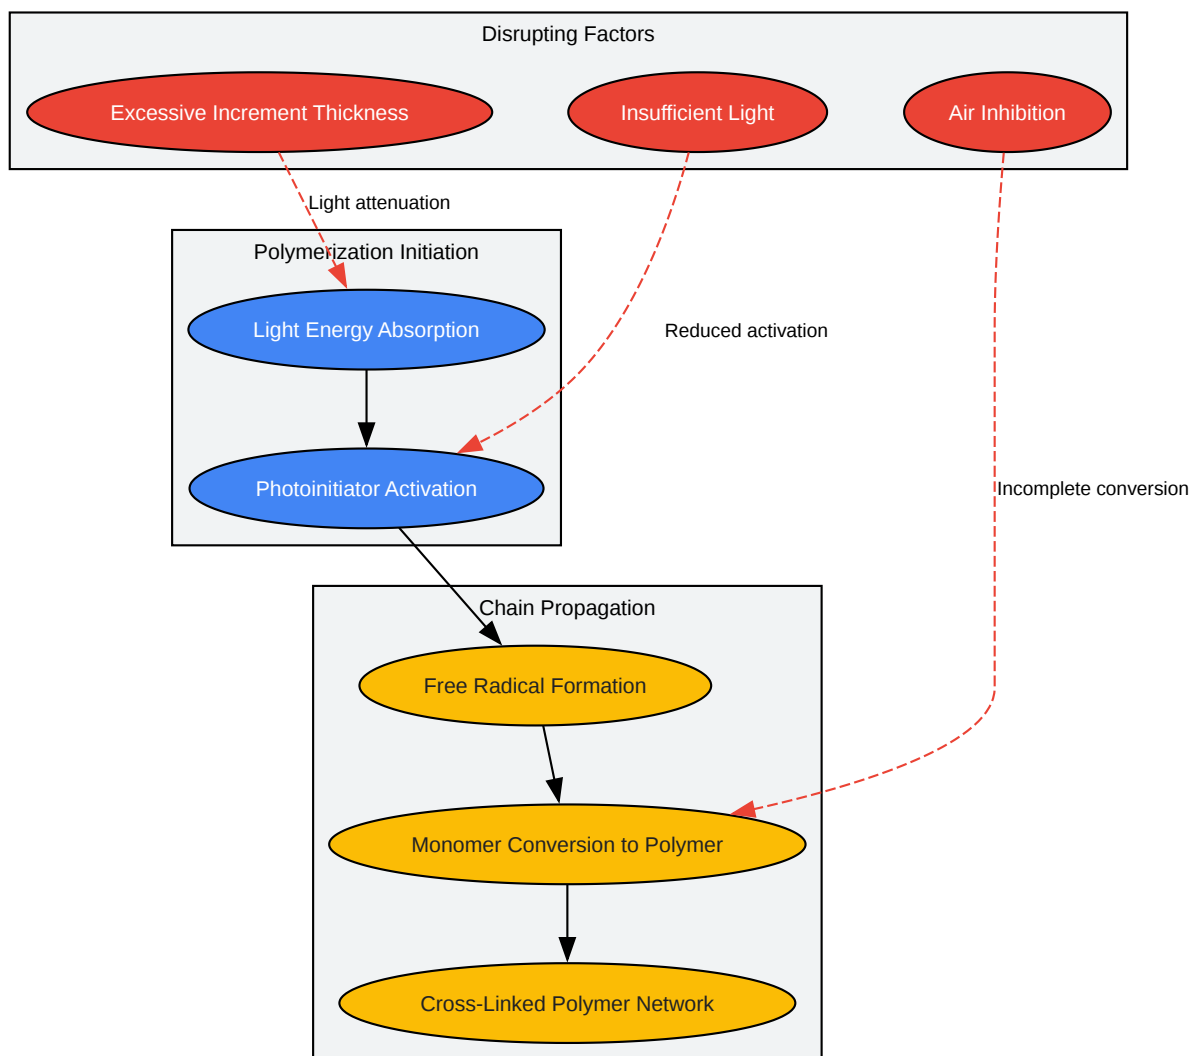 Disrupting Factors
Excessive Increment Thickness
Insufficient Light
Air Inhibition
Light attenuation
Polymerization Initiation
Light Energy Absorption
Reduced activation
Photoinitiator Activation
Incomplete conversion
Chain Propagation
Free Radical Formation
Monomer Conversion to Polymer
Cross-Linked Polymer Network